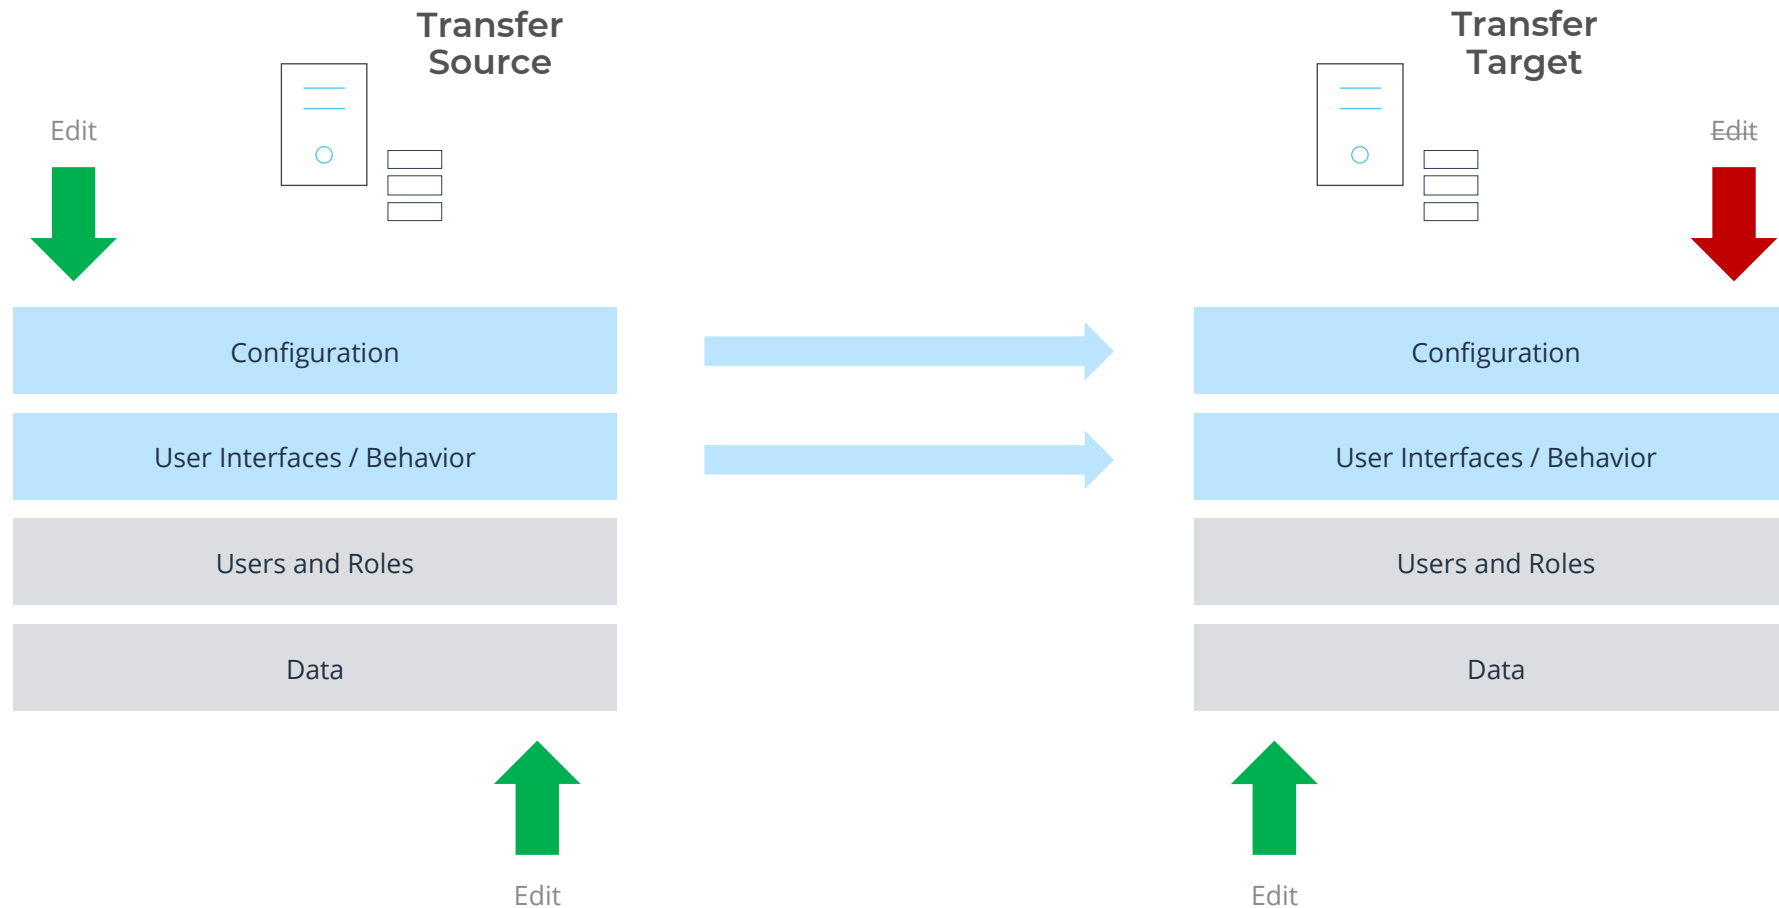 Transfer
Source
Transfer
Target
Edit
Edit
Configuration
Configuration
User Interfaces / Behavior
User Interfaces / Behavior
Users and Roles
Users and Roles
Data
Data
Edit
Edit